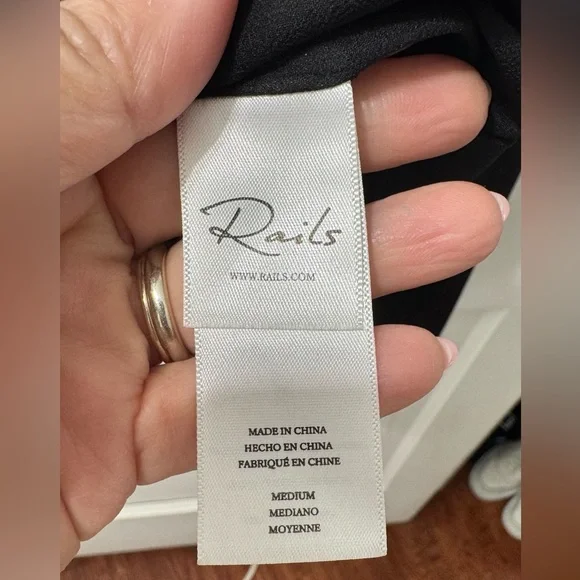 Rails
WWW.RAILS.COM
MADE IN CHINA
HECHO EN CHINA
FABRIQUÉ EN CHINE
MEDIUM
MEDIANO
MOYENNE